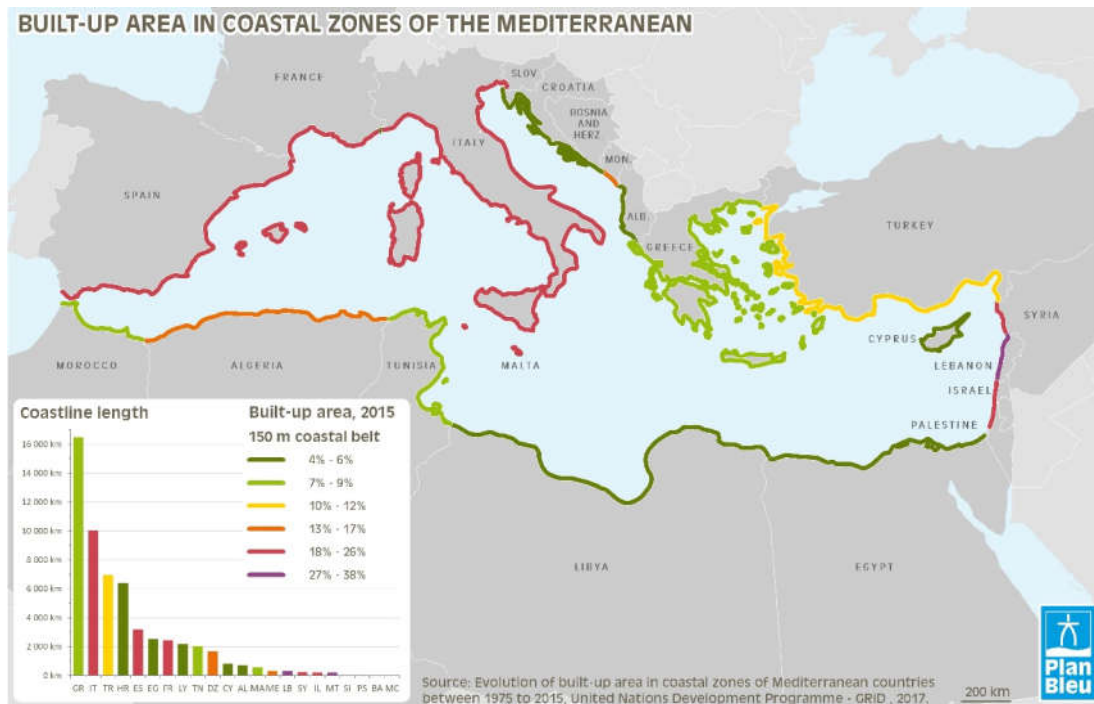 BUILT-UP AREA IN COASTAL ZONES OF THE MEDITERRANEAN
FRANCE
SLOV.
CROATIA
BOSNIA
AND
HERZ
ITALY
MON.
SPAIN
ALB.
TURKEY
GREECE
SYRIA
CYPRUS
MOROCCO
ALGERIA
TUNISIA
MALTA
LEBANON
ISRAEL
PALESTINE
LIBYA
EGYPT
Coastline length
16 000 km
14 000 km
12 000 km
10 000 km
8 000 km
6 000 km
4 000 km
2 000 km
0 km
GR IT TR HR ES EG FR LY TN DZ CY AL MA ME LB SY IL MT SI PS BA MC
Built-up area, 2015
150 m coastal belt
4% - 6%
7% - 9%
10% - 12%
13% - 17%
18% - 26%
27% - 38%
Source: Evolution of built-up area in coastal zones of Mediterranean countries
between 1975 to 2015, United Nations Development Programme - GRID , 2017.
200 km
Plan
Bleu